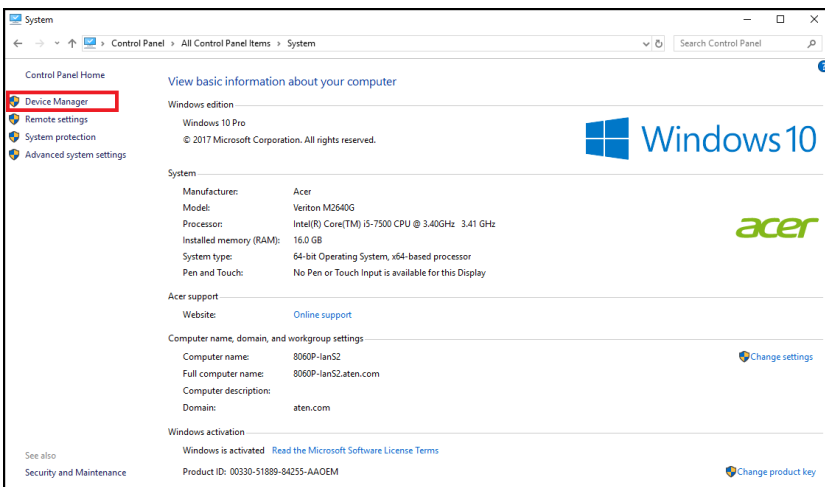 System
Control Panel > All Control Panel Items > System
Search Control Panel
Control Panel Home
Device Manager
Remote settings
System protection
Advanced system settings
View basic information about your computer
Windows edition
Windows 10 Pro
© 2017 Microsoft Corporation. All rights reserved.
Windows 10
System
Manufacturer: Acer
Model: Veriton M2640G
Processor: Intel(R) Core(TM) i5-7500 CPU @ 3.40GHz 3.41 GHz
Installed memory (RAM): 16.0 GB
System type: 64-bit Operating System, x64-based processor
Pen and Touch: No Pen or Touch Input is available for this Display
acer
Acer support
Website: Online support
Computer name, domain, and workgroup settings
Computer name: 8060P-IanS2
Change settings
Full computer name: 8060P-IanS2.aten.com
Computer description:
Domain: aten.com
Windows activation
Windows is activated Read the Microsoft Software License Terms
Product ID: 00330-51889-84255-AAOEM
Change product key
See also
Security and Maintenance